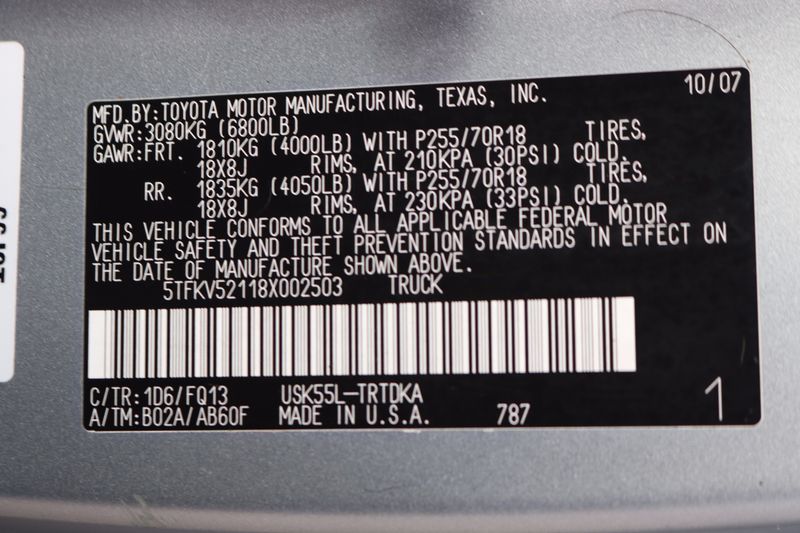 MFD.BY:TOYOTA MOTOR MANUFACTURING, TEXAS, INC. 10/07
GVWR:3080KG (6800LB)
GAWR:FRT. 1810KG (4000LB) WITH P255/70R18 TIRES,
18X8J RIMS, AT 210KPA (30PSI) COLD.
RR. 1835KG (4050LB) WITH P255/70R18 TIRES,
18X8J RIMS, AT 230KPA (33PSI) COLD.
THIS VEHICLE CONFORMS TO ALL APPLICABLE FEDERAL MOTOR
VEHICLE SAFETY AND THEFT PREVENTION STANDARDS IN EFFECT ON
THE DATE OF MANUFACTURE SHOWN ABOVE.
5TFKV52118X002503 TRUCK
C/TR:1D6/FQ13 USK55L-TRTDKA
A/TM:B02A/AB60F MADE IN U.S.A. 787 1